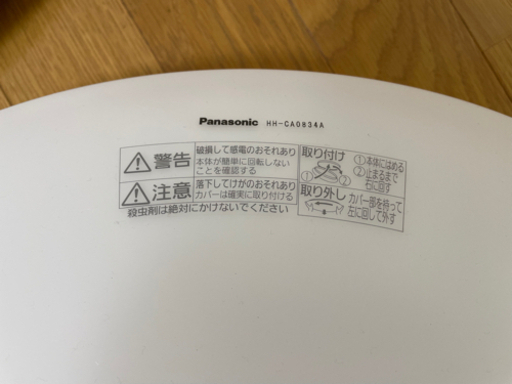 Panasonic HH-CA0834A
警告
破損して感電のおそれあり
本体が簡単に回転しない
ことを確認する
注意
落下してけがのおそれあり
カバーは確実に取り付ける
殺虫剤は絶対にかけないでください
取り付け
① ②
①本体にはめる
②止まるまで
右に回す
取り外し
カバー部を持って
左に回して外す